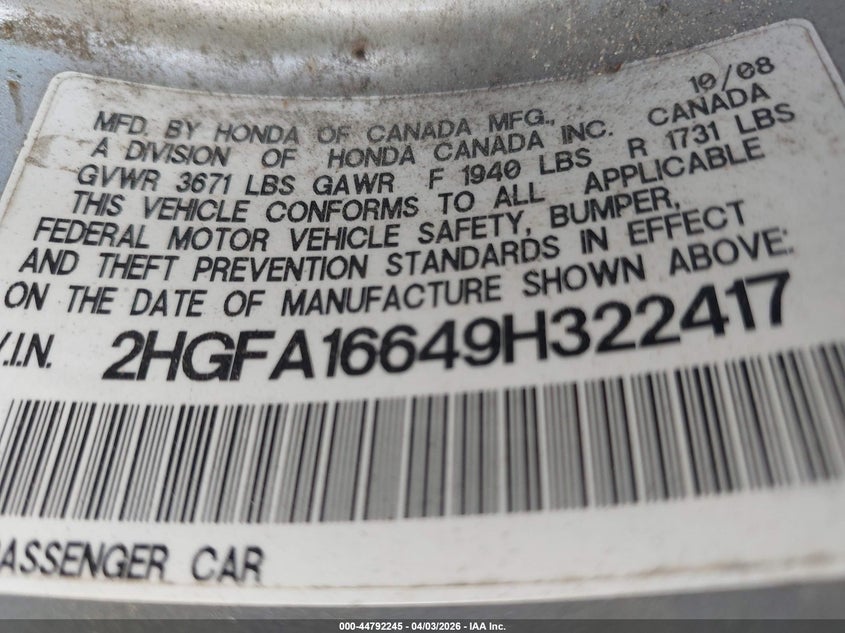 10/08
MFD. BY HONDA OF CANADA MFG.,
A DIVISION OF HONDA CANADA INC. CANADA
GVWR 3671 LBS GAWR F 1940 LBS R 1731 LBS
THIS VEHICLE CONFORMS TO ALL APPLICABLE
FEDERAL MOTOR VEHICLE SAFETY, BUMPER,
AND THEFT PREVENTION STANDARDS IN EFFECT
ON THE DATE OF MANUFACTURE SHOWN ABOVE:
V.I.N. 2HGFA16649H322417
PASSENGER CAR
000-44792245 - 04/03/2026 - IAA Inc.